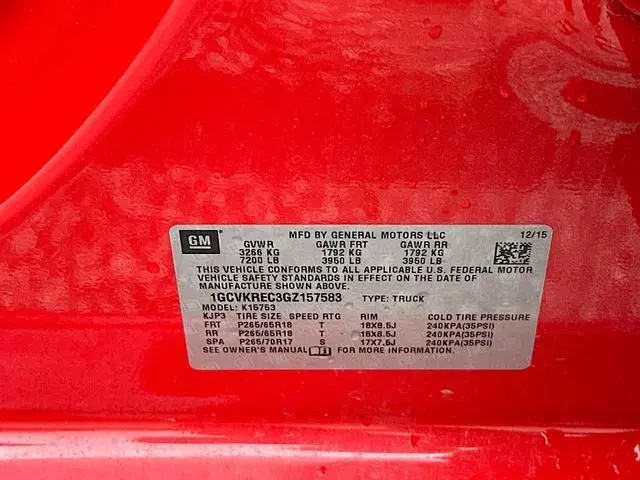 GM MFD BY GENERAL MOTORS LLC 12/15
GVWR GAWR FRT GAWR RR
3266 KG 1792 KG 1792 KG
7200 LB 3950 LB 3950 LB
THIS VEHICLE CONFORMS TO ALL APPLICABLE U.S. FEDERAL MOTOR
VEHICLE SAFETY STANDARDS IN EFFECT ON THE DATE OF
MANUFACTURE SHOWN ABOVE.
1GCVKREC3GZ157583 TYPE: TRUCK
MODEL: K15753
KJP3 TIRE SIZE SPEED RTG RIM COLD TIRE PRESSURE
FRT P265/65R18 T 18X8.5J 240KPA(35PSI)
RR P265/65R18 T 18X8.5J 240KPA(35PSI)
SPA P265/70R17 S 17X7.5J 240KPA(35PSI)
SEE OWNER'S MANUAL FOR MORE INFORMATION.